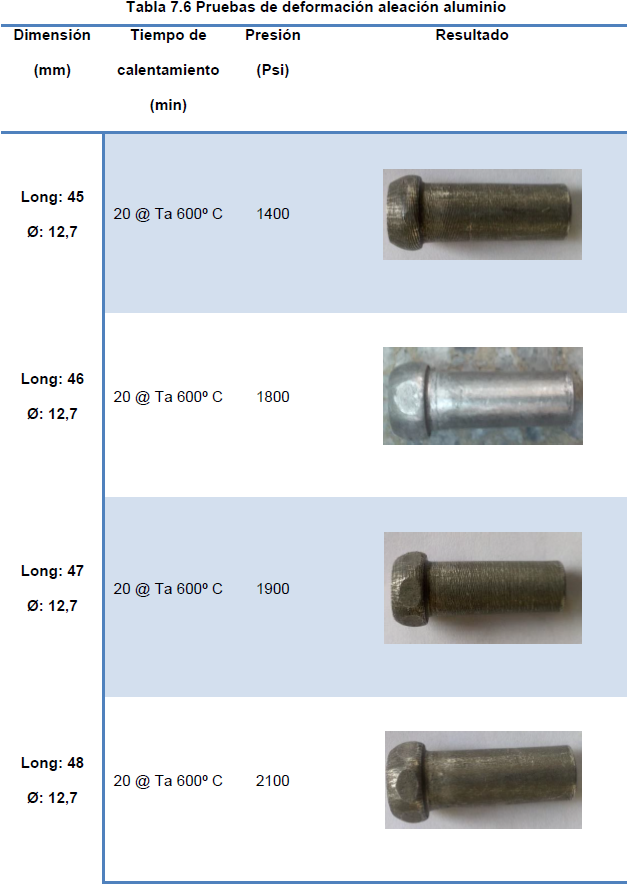 Tabla 7.6 Pruebas de deformación aleación aluminio
Dimensión Tiempo de Presión Resultado
(mm) calentamiento (Psi)
(min)
Long: 45
20 @ Ta 600º C 1400
Ø: 12,7
Long: 46
20 @ Ta 600º C 1800
Ø: 12,7
Long: 47
20 @ Ta 600º C 1900
Ø: 12,7
Long: 48
20 @ Ta 600º C 2100
Ø: 12,7